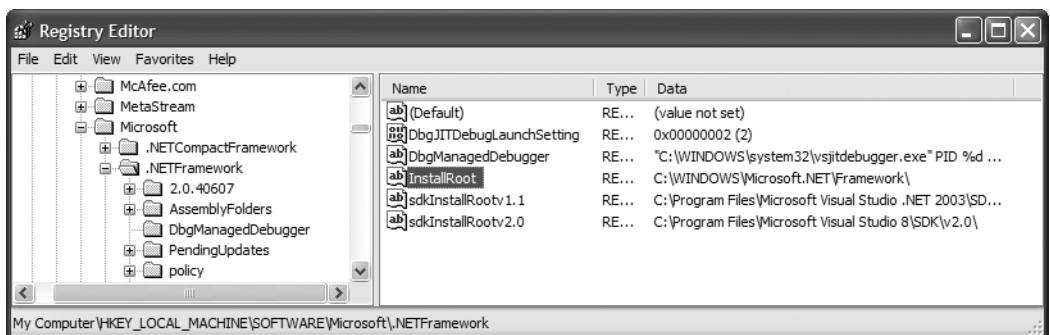 Registry Editor
File Edit View Favorites Help
McAfee.com
MetaStream
Microsoft
.NETCompactFramework
.NETFramework
2.0.40607
AssemblyFolders
DbgManagedDebugger
PendingUpdates
policy
Name Type Data
(Default) RE... (value not set)
DbgJITDebugLaunchSetting RE... 0x00000002 (2)
DbgManagedDebugger RE... "C:\WINDOWS\system32\vsjitdebugger.exe" PID %d ...
InstallRoot RE... C:\WINDOWS\Microsoft.NET\Framework\
sdkInstallRootv1.1 RE... C:\Program Files\Microsoft Visual Studio .NET 2003\SD...
sdkInstallRootv2.0 RE... C:\Program Files\Microsoft Visual Studio 8\SDK\v2.0\
My Computer\HKEY_LOCAL_MACHINE\SOFTWARE\Microsoft\.NETFramework